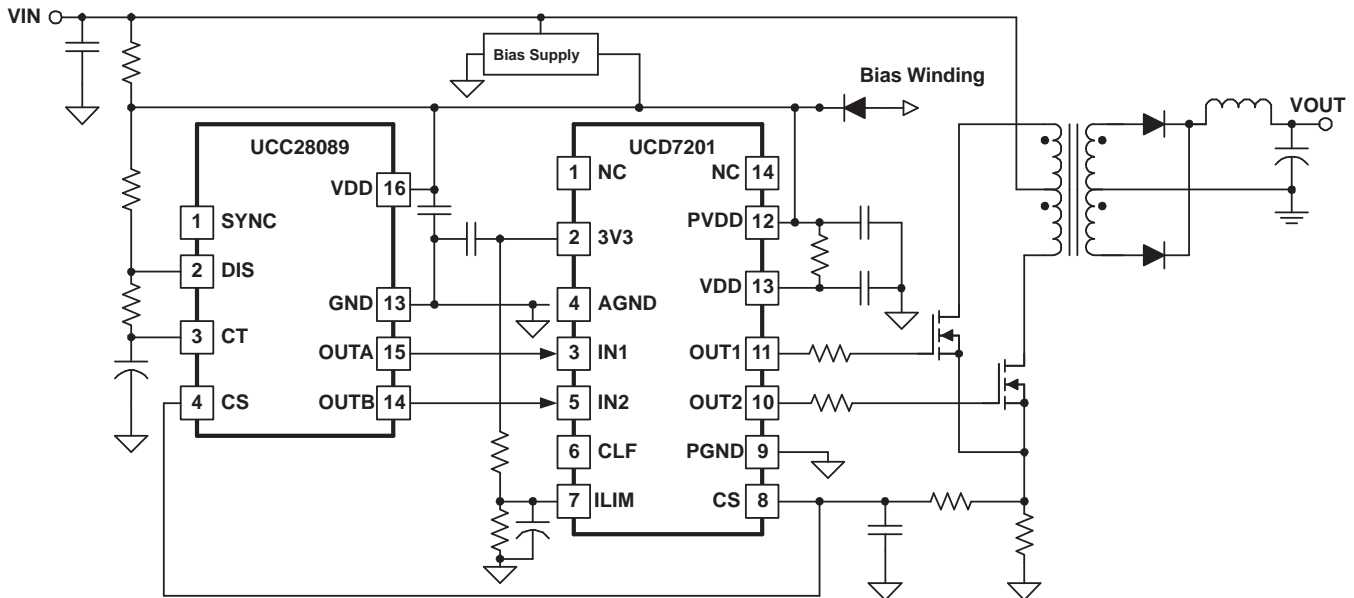 VIN
Bias Supply
Bias Winding
VOUT
UCC28089
VDD 16
1 SYNC
2 DIS
GND 13
3 CT
OUTA 15
4 CS
OUTB 14
UCD7201
1 NC
NC 14
2 3V3
PVDD 12
4 AGND
VDD 13
3 IN1
OUT1 11
5 IN2
OUT2 10
6 CLF
PGND 9
7 ILIM
CS 8